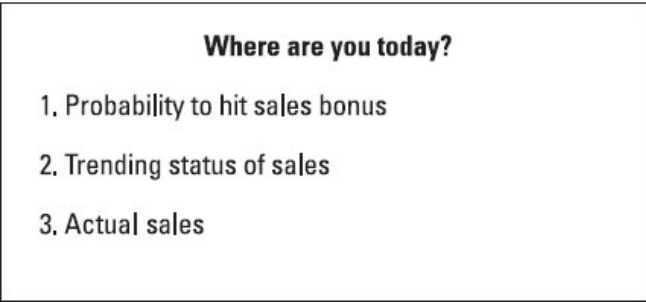 Where are you today?
1. Probability to hit sales bonus
2. Trending status of sales
3. Actual sales